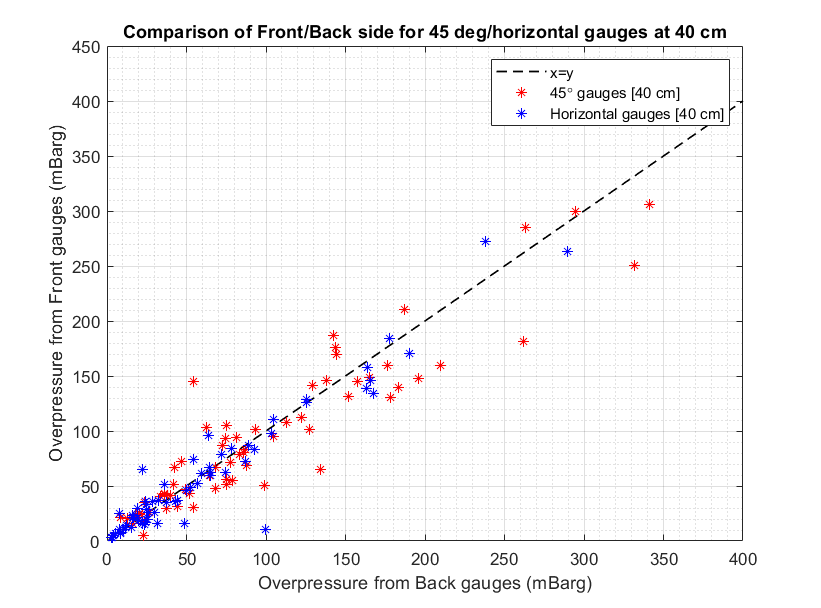 Comparison of Front/Back side for 45 deg/horizontal gauges at 40 cm
x=y
45° gauges [40 cm]
Horizontal gauges [40 cm]
Overpressure from Front gauges (mBarg)
450
400
350
300
250
200
150
100
50
0
0 50 100 150 200 250 300 350 400
Overpressure from Back gauges (mBarg)